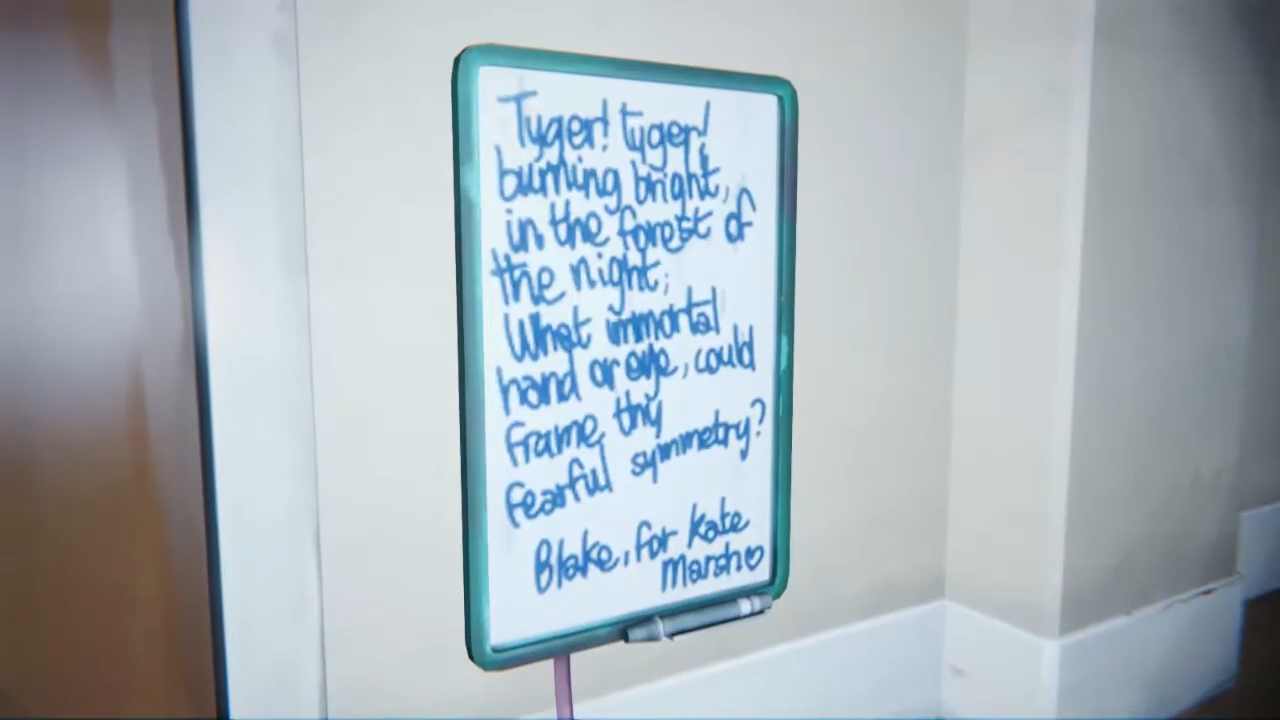 Tyger! tyger!
burning bright,
in the forest of
the night;
What immortal
hand or eye, could
frame thy
fearful symmetry?
Blake, for Kate
Marsh♡